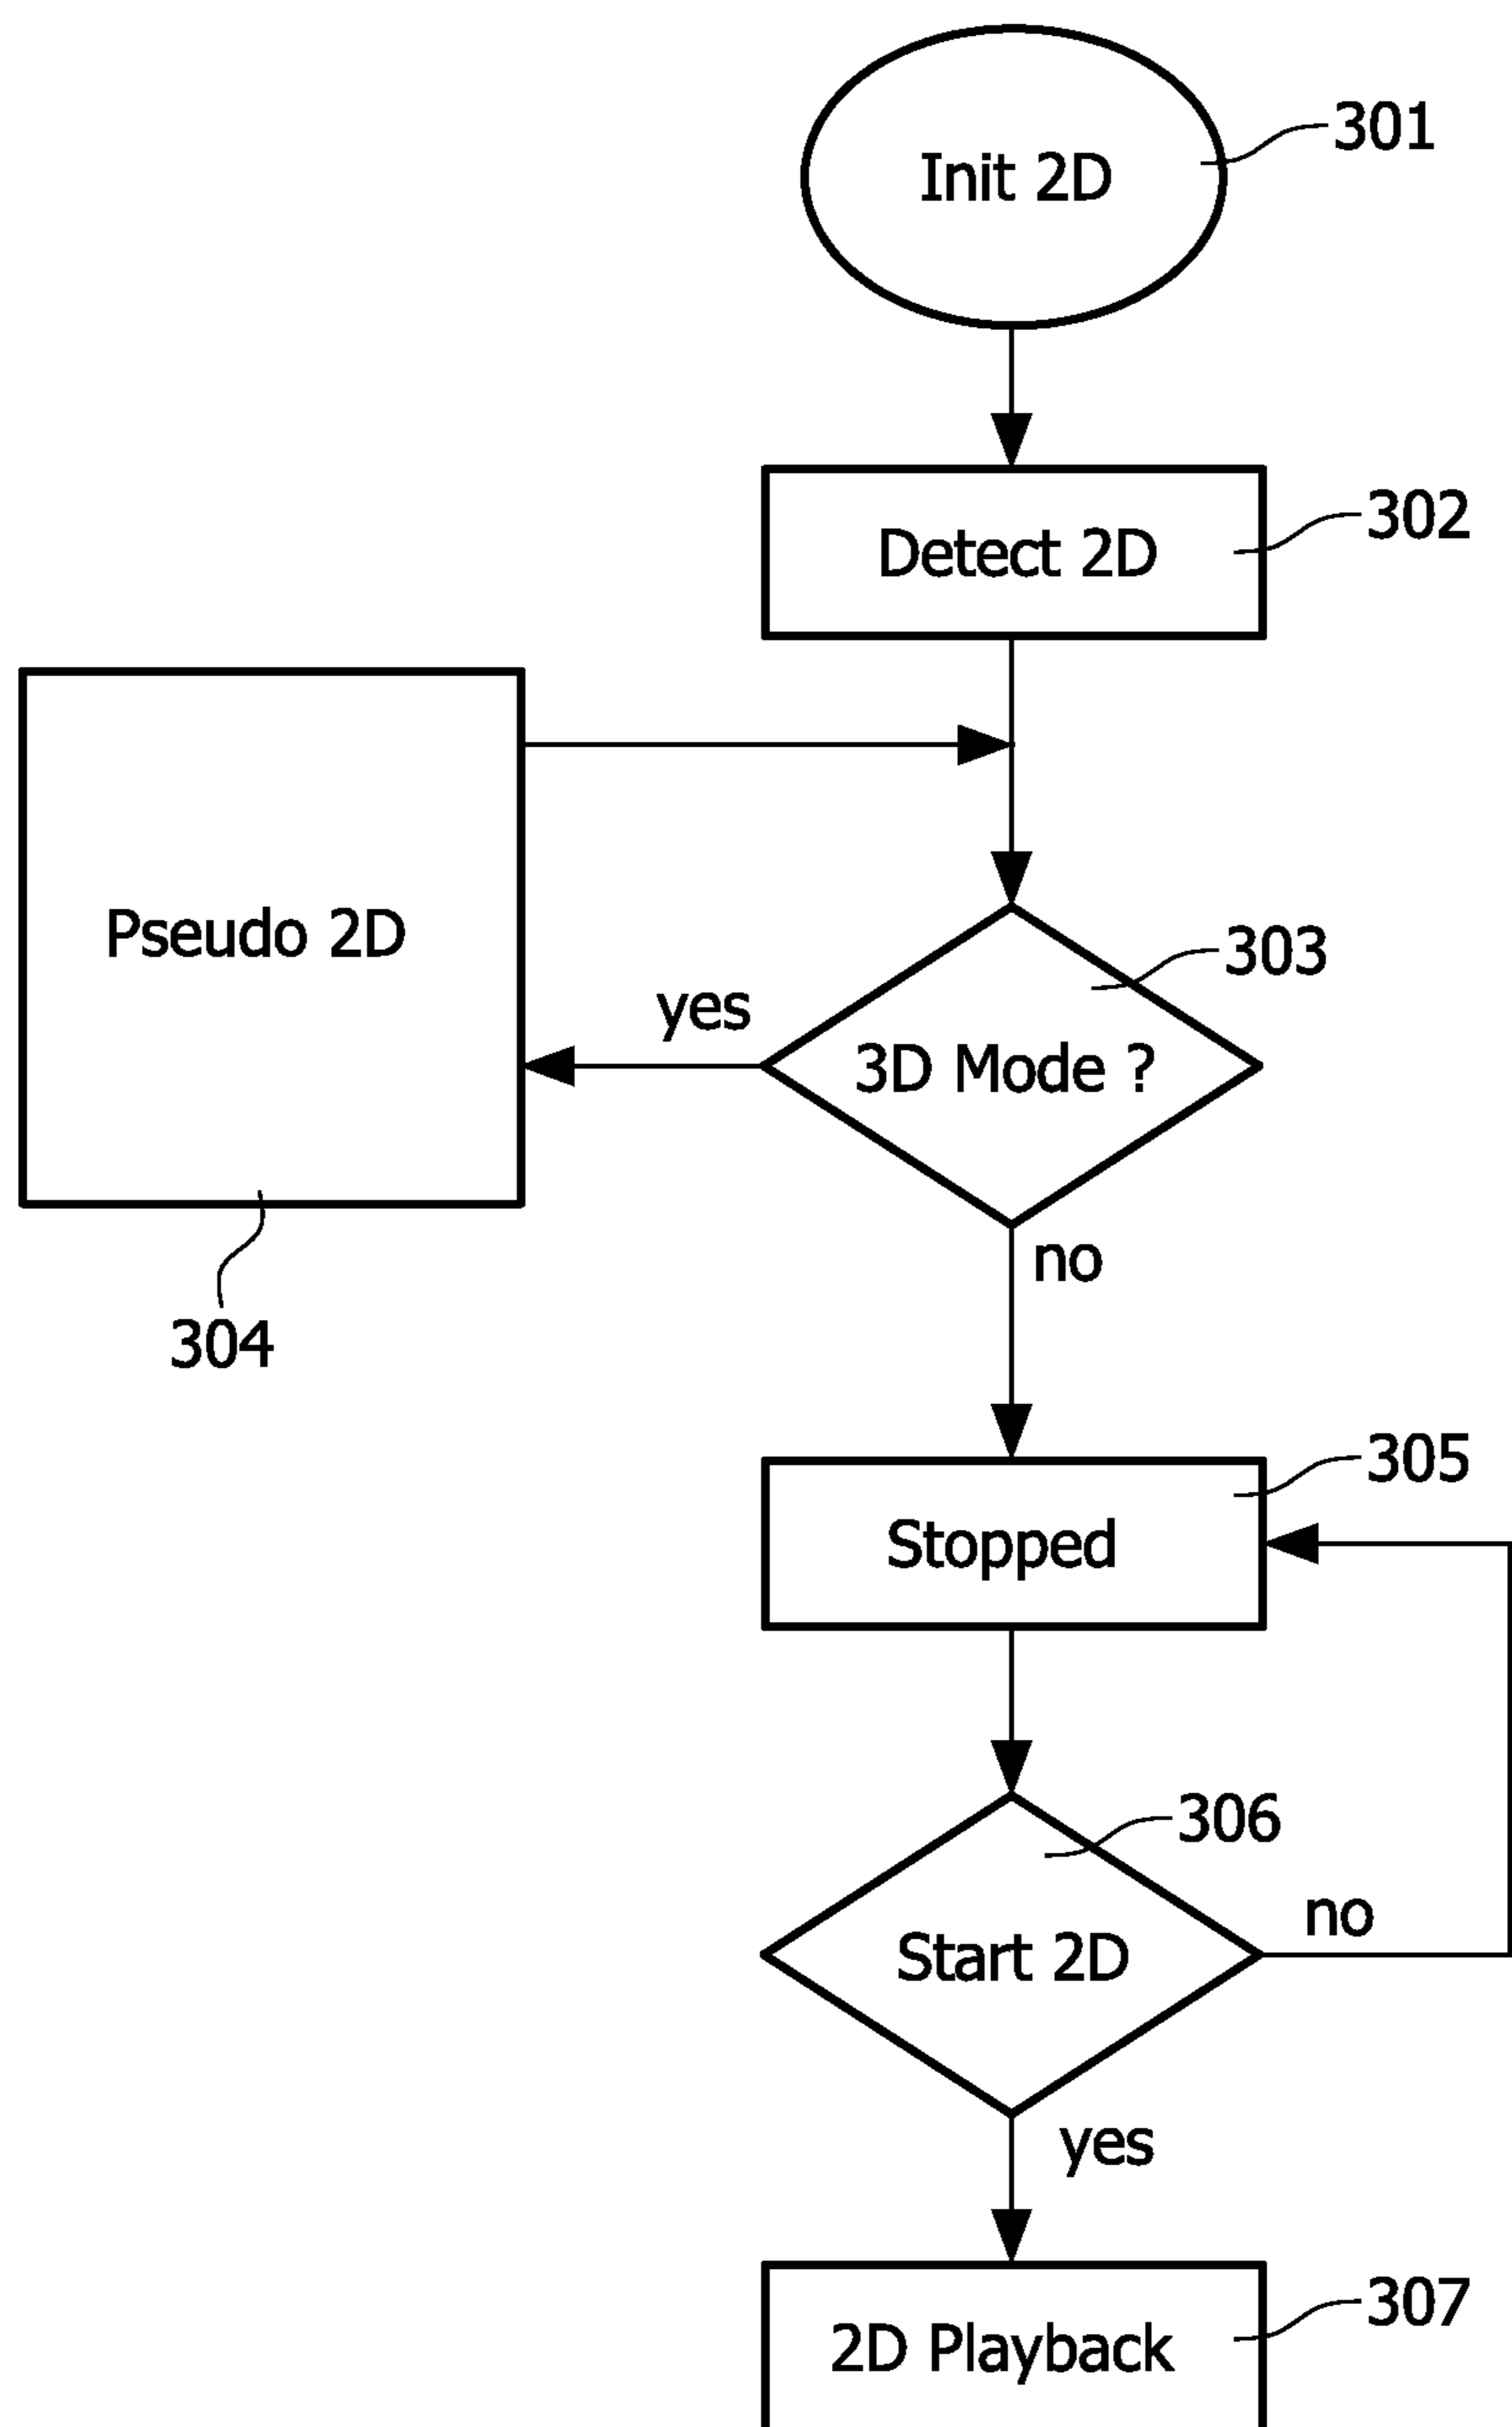 Init 2D
301
Detect 2D
302
Pseudo 2D
304
303
yes
3D Mode ?
no
305
Stopped
306
Start 2D
no
yes
307
2D Playback